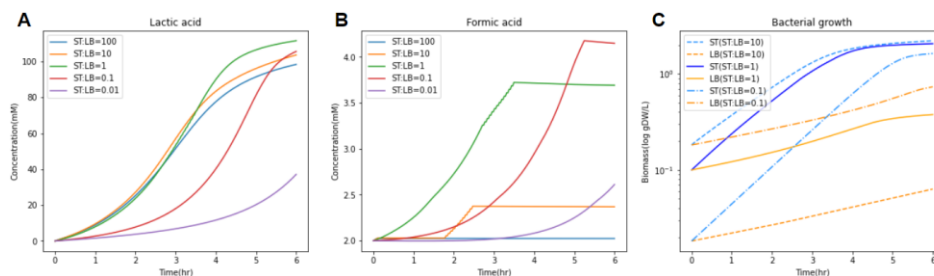 A
Lactic acid
Concentration(mM)
100
80
60
40
20
0
ST:LB=100
ST:LB=10
ST:LB=1
ST:LB=0.1
ST:LB=0.01
0 1 2 3 4 5 6
Time(hr)
B
Formic acid
Concentration(mM)
4.0
3.5
3.0
2.5
2.0
ST:LB=100
ST:LB=10
ST:LB=1
ST:LB=0.1
ST:LB=0.01
0 1 2 3 4 5 6
Time(hr)
C
Bacterial growth
Biomass(log gDW/L)
10⁰
10⁻¹
ST(ST:LB=10)
LB(ST:LB=10)
ST(ST:LB=1)
LB(ST:LB=1)
ST(ST:LB=0.1)
LB(ST:LB=0.1)
0 1 2 3 4 5 6
Time(hr)